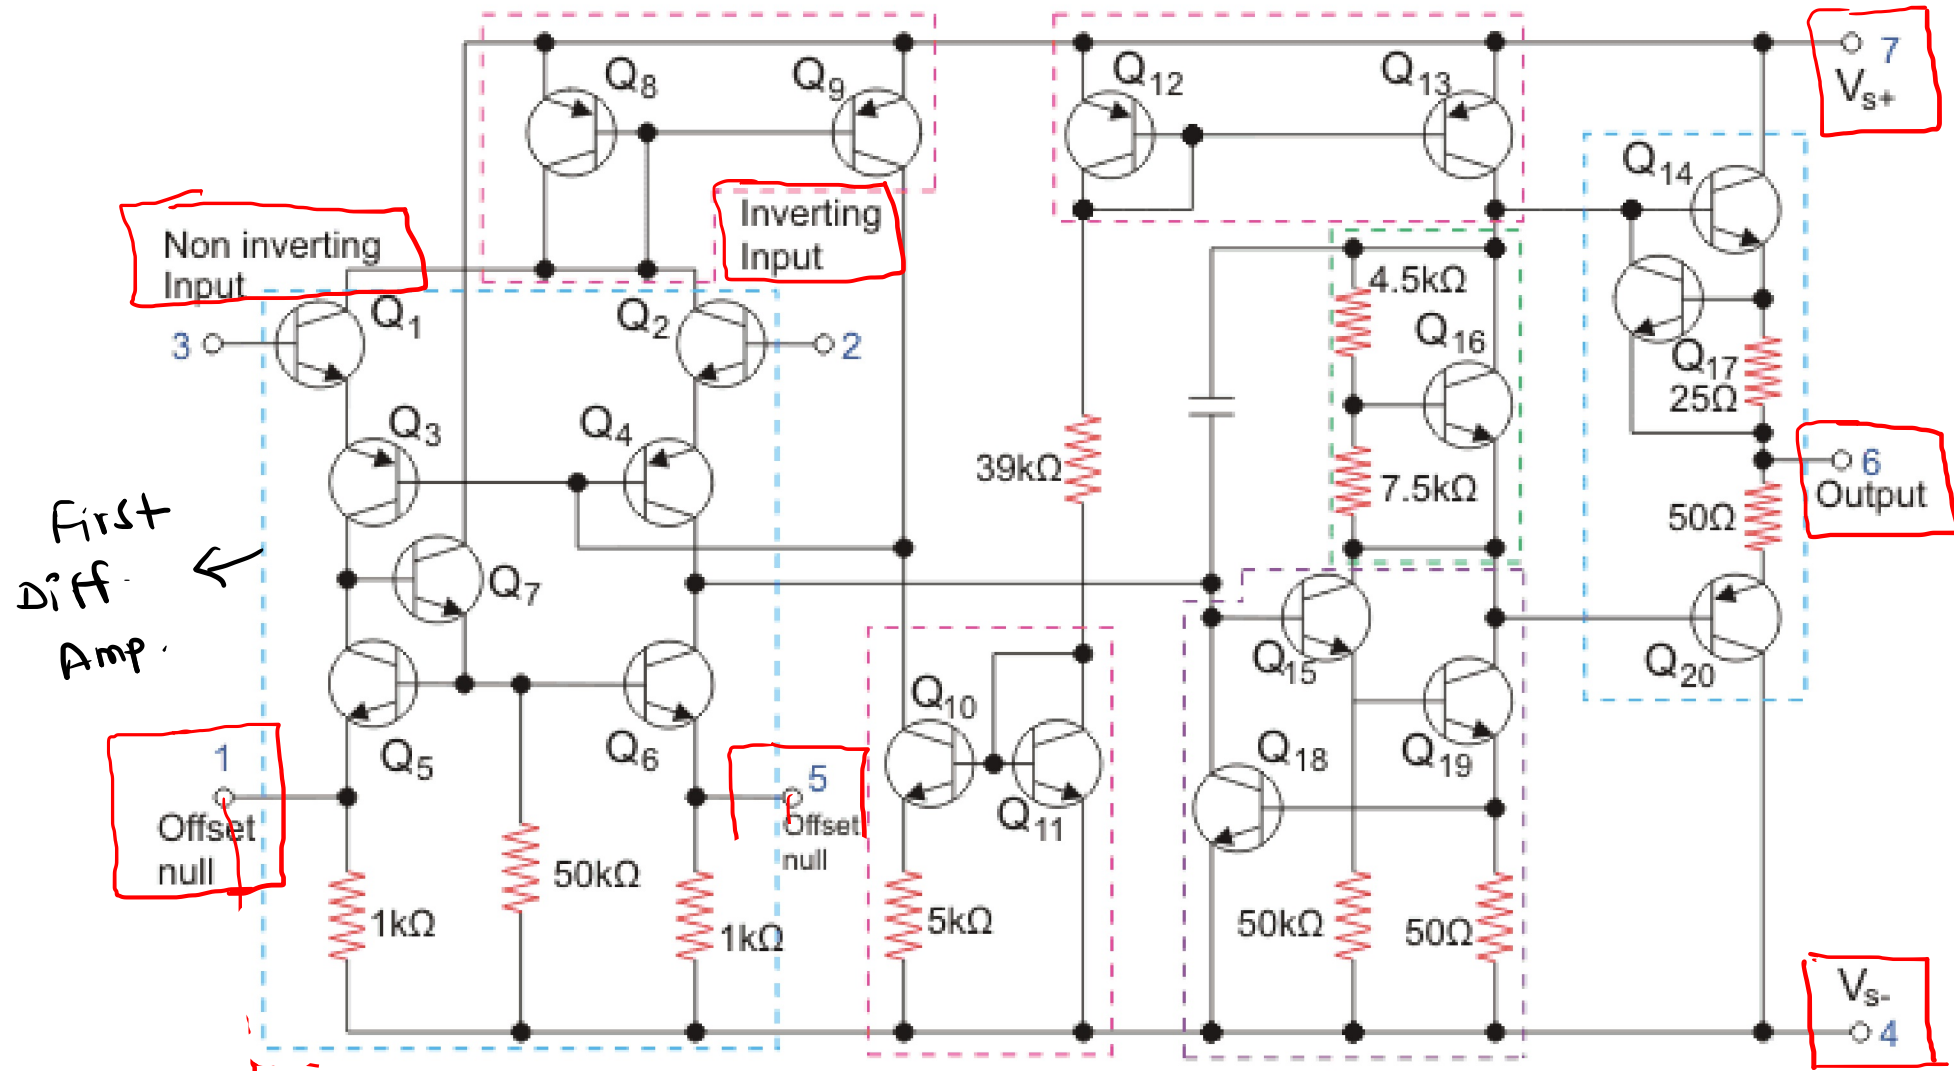 Q8
Q9
Q12
Q13
7
Vs+
Q14
Non inverting
Input
Inverting
Input
Q1
Q2
3
2
4.5kΩ
Q16
Q17
25Ω
Q3
Q4
39kΩ
7.5kΩ
6
Output
50Ω
First
Diff.
Amp.
Q7
Q15
Q20
Q5
Q6
Q10
Q11
Q18
Q19
1
Offset
null
5
Offset
null
1kΩ
50kΩ
1kΩ
5kΩ
50kΩ
50Ω
Vs-
4